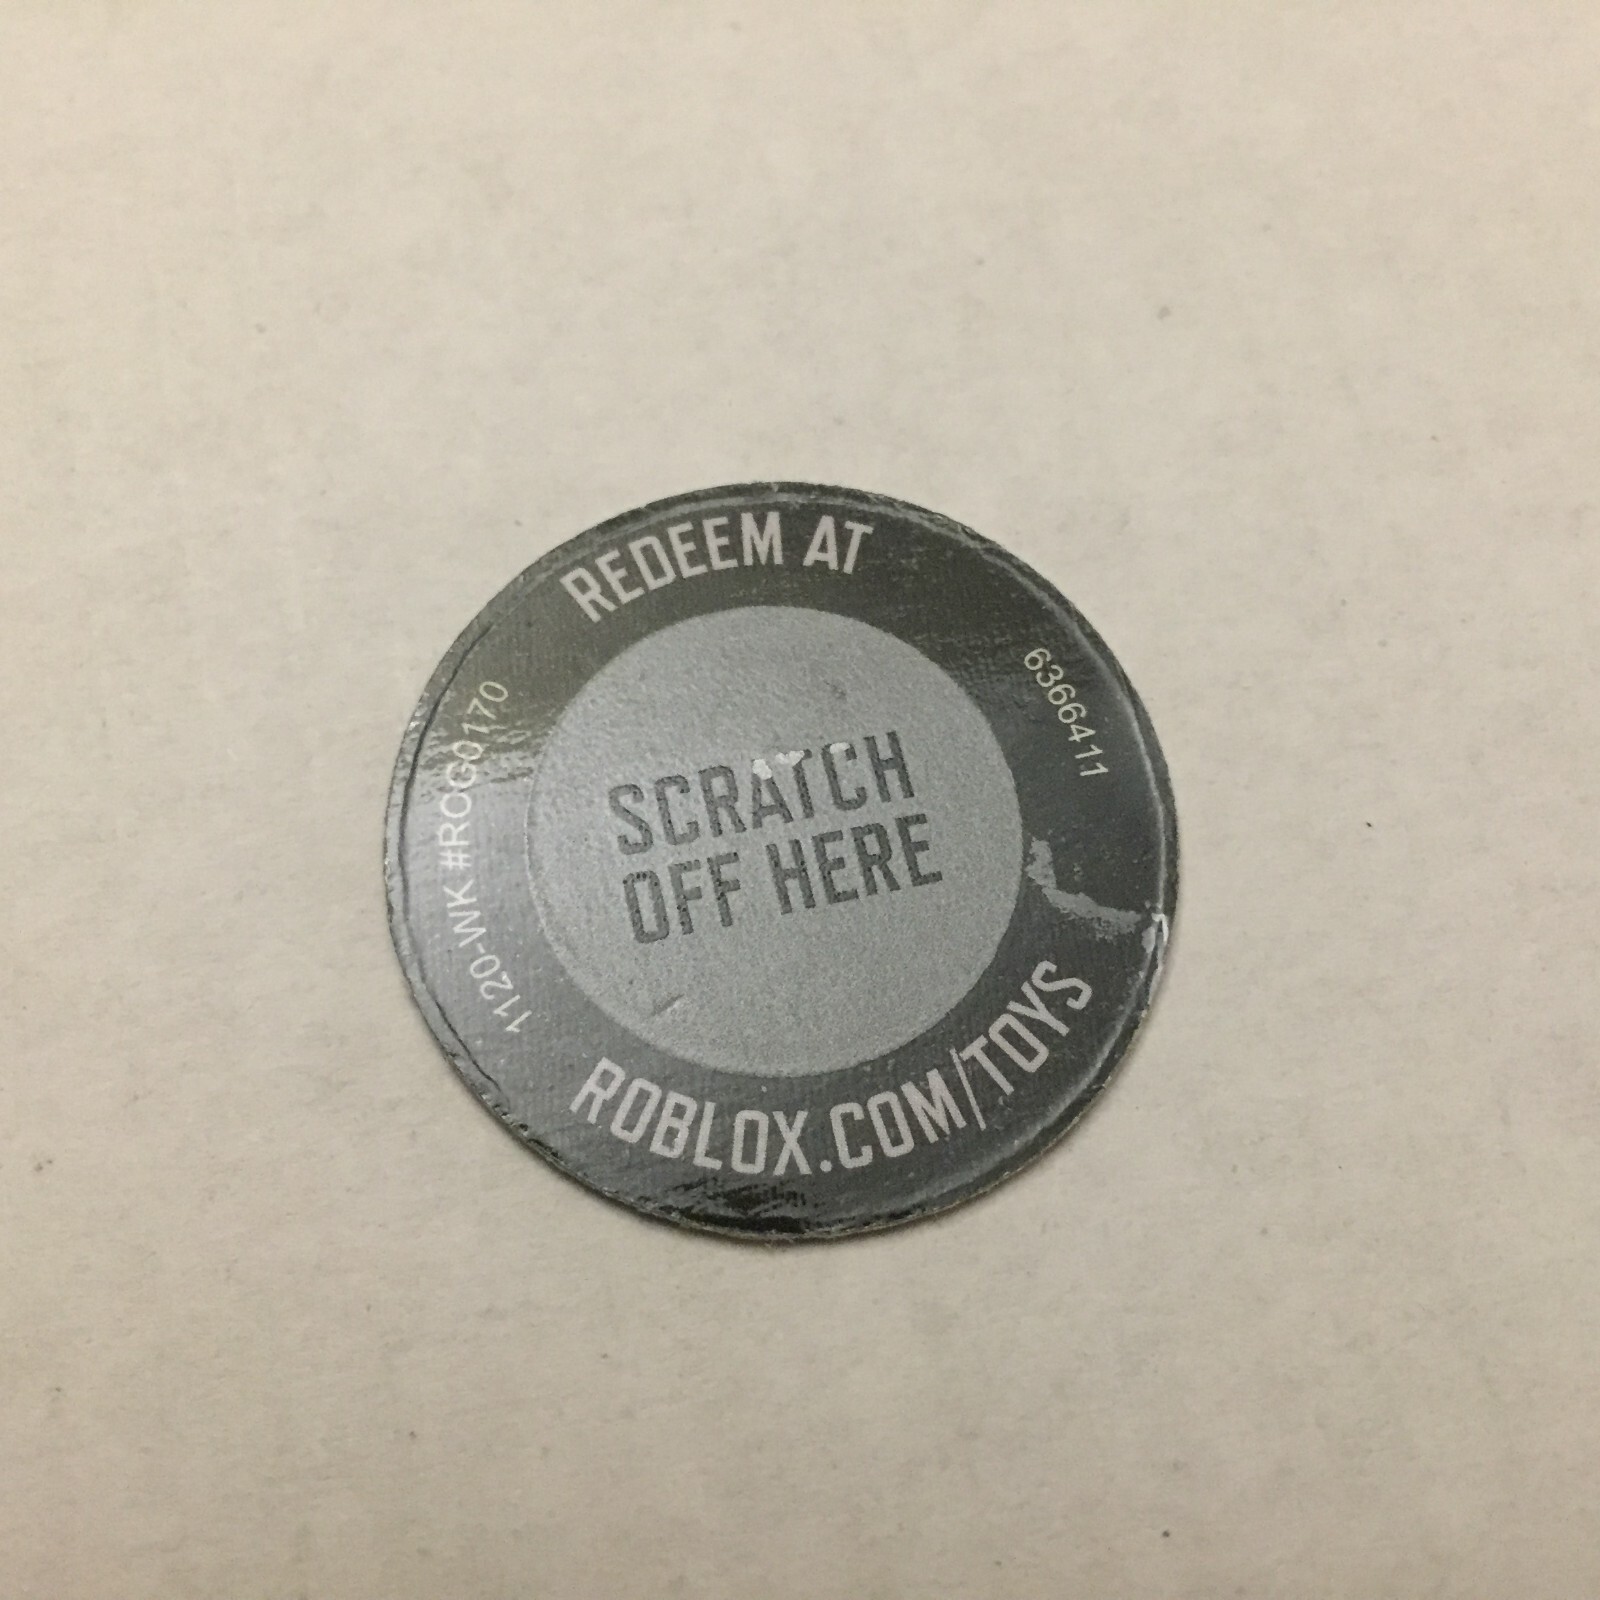 REDEEM AT
6366411
1120-WK #ROG0170
SCRATCH
OFF HERE
ROBLOX.COM/TOYS